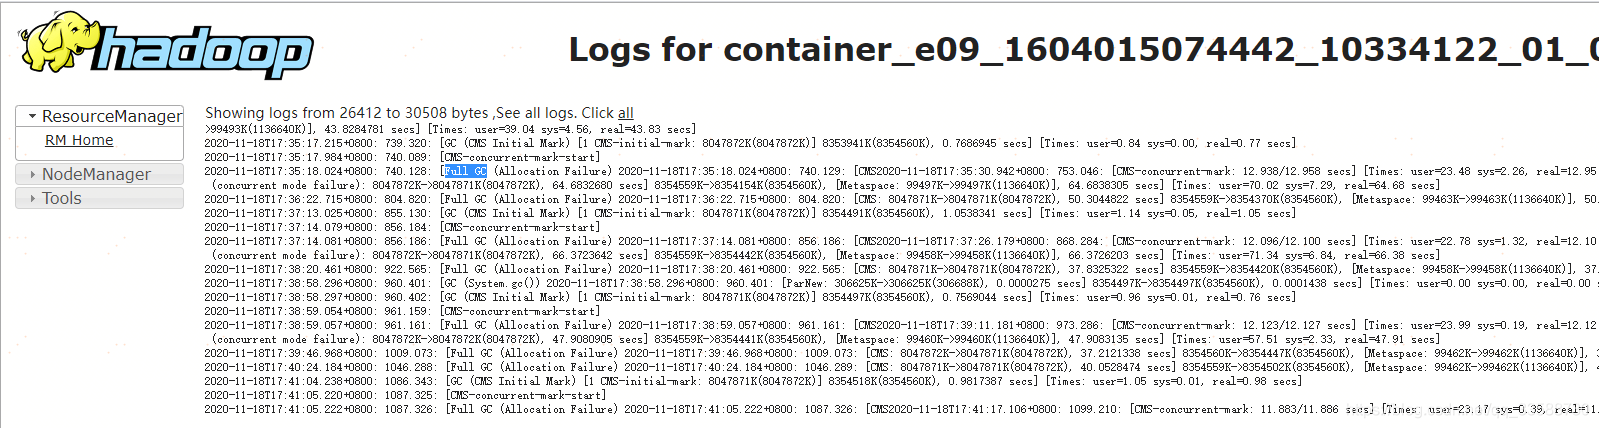 hadoop
Logs for container_e09_1604015074442_10334122_01_0
ResourceManager
RM Home
NodeManager
Tools
Showing logs from 26412 to 30508 bytes ,See all logs. Click all
>99493K(1136640K)], 43.8284781 secs] [Times: user=39.04 sys=4.56, real=43.83 secs]
2020-11-18T17:35:17.215+0800: 739.320: [GC (CMS Initial Mark) [1 CMS-initial-mark: 8047872K(8047872K)] 8353941K(8354560K), 0.7686945 secs] [Times: user=0.84 sys=0.00, real=0.77 secs]
2020-11-18T17:35:17.984+0800: 740.089: [CMS-concurrent-mark-start]
2020-11-18T17:35:18.024+0800: 740.128: [Full GC (Allocation Failure) 2020-11-18T17:35:18.024+0800: 740.129: [CMS2020-11-18T17:35:30.942+0800: 753.046: [CMS-concurrent-mark: 12.938/12.958 secs] [Times: user=23.48 sys=2.26, real=12.95
(concurrent mode failure): 8047872K->8047871K(8047872K), 64.6832680 secs] 8354559K->8354154K(8354560K), [Metaspace: 99497K->99497K(1136640K)], 64.6838305 secs] [Times: user=70.02 sys=7.29, real=64.68 secs]
2020-11-18T17:36:22.715+0800: 804.820: [Full GC (Allocation Failure) 2020-11-18T17:36:22.715+0800: 804.820: [CMS: 8047871K->8047871K(8047872K), 50.3044822 secs] 8354559K->8354370K(8354560K), [Metaspace: 99463K->99463K(1136640K)], 50.
2020-11-18T17:37:13.025+0800: 855.130: [GC (CMS Initial Mark) [1 CMS-initial-mark: 8047871K(8047872K)] 8354491K(8354560K), 1.0538341 secs] [Times: user=1.14 sys=0.05, real=1.05 secs]
2020-11-18T17:37:14.079+0800: 856.184: [CMS-concurrent-mark-start]
2020-11-18T17:37:14.081+0800: 856.186: [Full GC (Allocation Failure) 2020-11-18T17:37:14.081+0800: 856.186: [CMS2020-11-18T17:37:26.179+0800: 868.284: [CMS-concurrent-mark: 12.096/12.100 secs] [Times: user=22.78 sys=1.32, real=12.10
(concurrent mode failure): 8047872K->8047871K(8047872K), 66.3723642 secs] 8354559K->8354442K(8354560K), [Metaspace: 99458K->99458K(1136640K)], 66.3726203 secs] [Times: user=71.34 sys=6.84, real=66.38 secs]
2020-11-18T17:38:20.461+0800: 922.565: [Full GC (Allocation Failure) 2020-11-18T17:38:20.461+0800: 922.565: [CMS: 8047871K->8047871K(8047872K), 37.8325322 secs] 8354559K->8354420K(8354560K), [Metaspace: 99458K->99458K(1136640K)], 37.
2020-11-18T17:38:58.296+0800: 960.401: [GC (System.gc()) 2020-11-18T17:38:58.296+0800: 960.401: [ParNew: 306625K->306625K(306688K), 0.0000275 secs] 8354497K->8354497K(8354560K), 0.0001438 secs] [Times: user=0.00 sys=0.00, real=0.00 s
2020-11-18T17:38:58.297+0800: 960.402: [GC (CMS Initial Mark) [1 CMS-initial-mark: 8047871K(8047872K)] 8354497K(8354560K), 0.7569044 secs] [Times: user=0.96 sys=0.01, real=0.76 secs]
2020-11-18T17:38:59.054+0800: 961.159: [CMS-concurrent-mark-start]
2020-11-18T17:38:59.057+0800: 961.161: [Full GC (Allocation Failure) 2020-11-18T17:38:59.057+0800: 961.161: [CMS2020-11-18T17:39:11.181+0800: 973.286: [CMS-concurrent-mark: 12.123/12.127 secs] [Times: user=23.99 sys=0.19, real=12.12
(concurrent mode failure): 8047872K->8047872K(8047872K), 47.9080905 secs] 8354559K->8354441K(8354560K), [Metaspace: 99460K->99460K(1136640K)], 47.9083135 secs] [Times: user=57.51 sys=2.33, real=47.91 secs]
2020-11-18T17:39:46.968+0800: 1009.073: [Full GC (Allocation Failure) 2020-11-18T17:39:46.968+0800: 1009.073: [CMS: 8047872K->8047871K(8047872K), 37.2121338 secs] 8354560K->8354447K(8354560K), [Metaspace: 99462K->99462K(1136640K)], 3
2020-11-18T17:40:24.184+0800: 1046.288: [Full GC (Allocation Failure) 2020-11-18T17:40:24.184+0800: 1046.289: [CMS: 8047871K->8047871K(8047872K), 40.0528474 secs] 8354559K->8354502K(8354560K), [Metaspace: 99462K->99462K(1136640K)], 4
2020-11-18T17:41:04.238+0800: 1086.343: [GC (CMS Initial Mark) [1 CMS-initial-mark: 8047871K(8047872K)] 8354518K(8354560K), 0.9817387 secs] [Times: user=1.05 sys=0.01, real=0.98 secs]
2020-11-18T17:41:05.220+0800: 1087.325: [CMS-concurrent-mark-start]
2020-11-18T17:41:05.222+0800: 1087.326: [Full GC (Allocation Failure) 2020-11-18T17:41:05.222+0800: 1087.326: [CMS2020-11-18T17:41:17.106+0800: 1099.210: [CMS-concurrent-mark: 11.883/11.886 secs] [Times: user=23.17 sys=0.39, real=11.